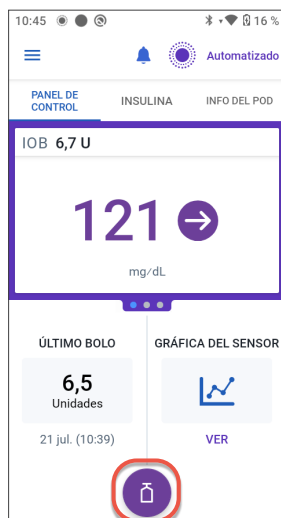 10:45 16 %
Automatizado
PANEL DE
CONTROL
INSULINA
INFO DEL POD
IOB 6,7 U
121
mg/dL
ÚLTIMO BOLO
GRÁFICA DEL SENSOR
6,5
Unidades
21 jul. (10:39)
VER